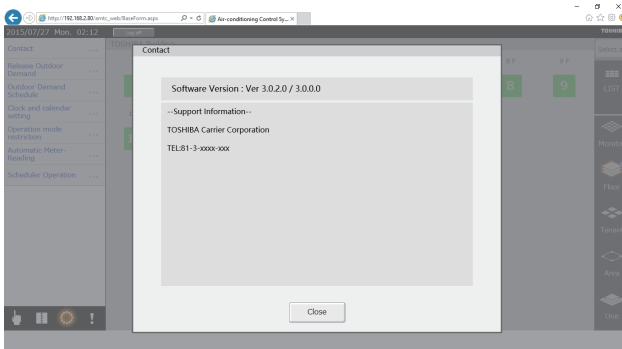 http://192.168.2.80/amtc_web/BaseForm.aspx
Air-conditioning Control Sy...
2015/07/27 Mon. 02:12
Log off
TOSHIBA
Contact ...
Release Outdoor
Demand ...
Outdoor Demand
Schedule ...
Clock and calendar
setting ...
Operation mode
restriction ...
Automatic Meter-
Reading ...
Scheduler Operation ...
Contact
Software Version : Ver 3.0.2.0 / 3.0.0.0
--Support Information--
TOSHIBA Carrier Corporation
TEL:81-3-xxxx-xxx
Close
8F
9F
8
9
Select
LIST
Monitor
Floor
Tenant
Area
Unit